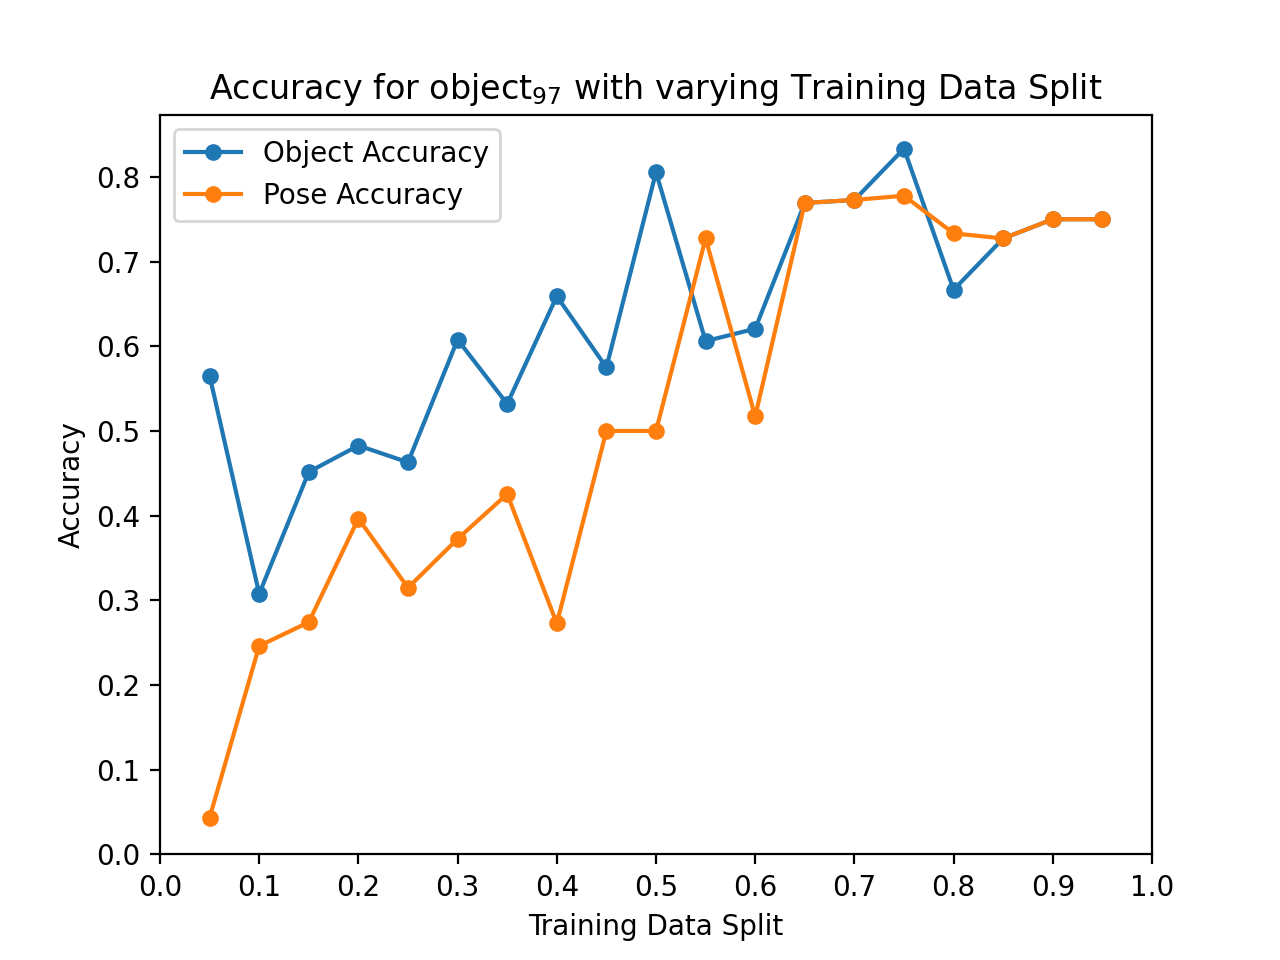 Accuracy for object₉₇ with varying Training Data Split
Object Accuracy
Pose Accuracy
Accuracy
0.8
0.7
0.6
0.5
0.4
0.3
0.2
0.1
0.0
0.0 0.1 0.2 0.3 0.4 0.5 0.6 0.7 0.8 0.9 1.0
Training Data Split